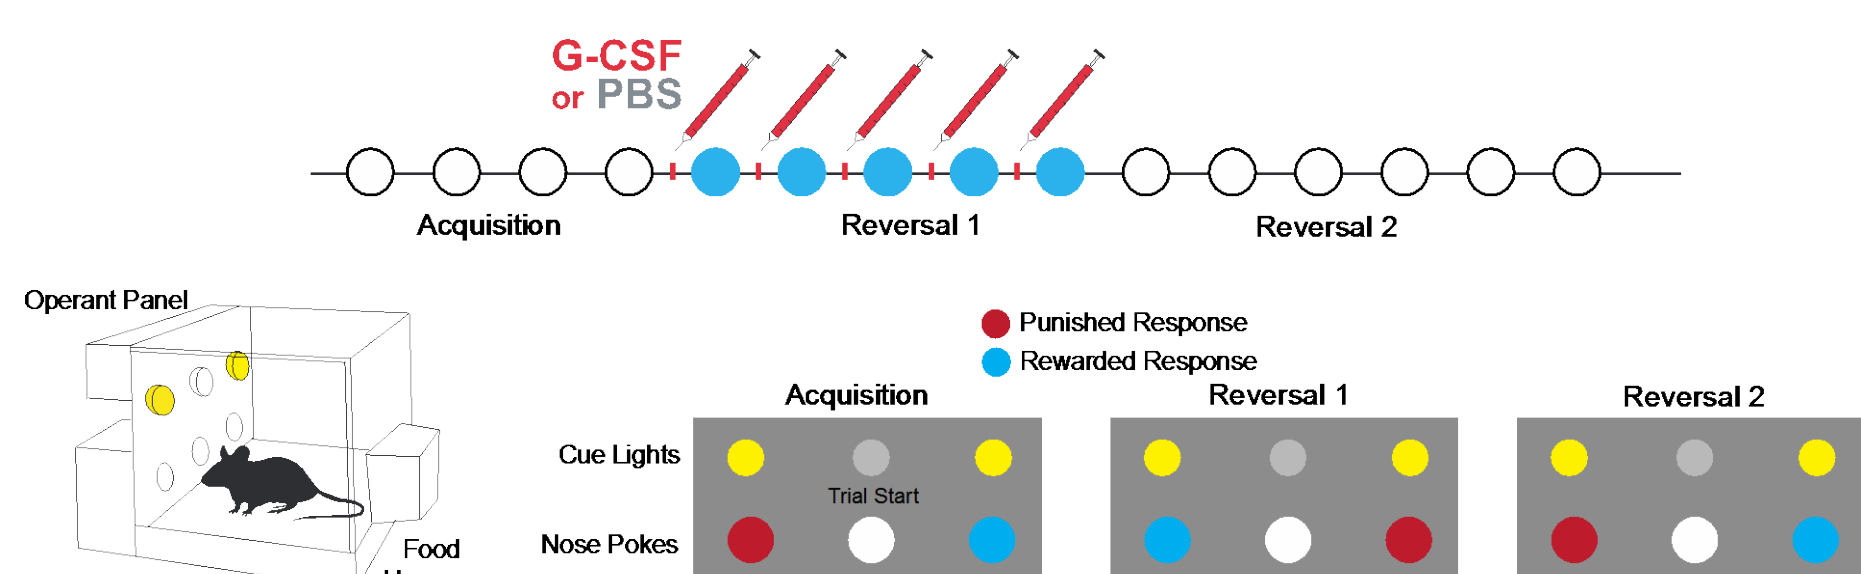 G-CSF
or PBS
Acquisition
Reversal 1
Reversal 2
Operant Panel
Punished Response
Rewarded Response
Acquisition
Reversal 1
Reversal 2
Cue Lights
Trial Start
Nose Pokes
Food